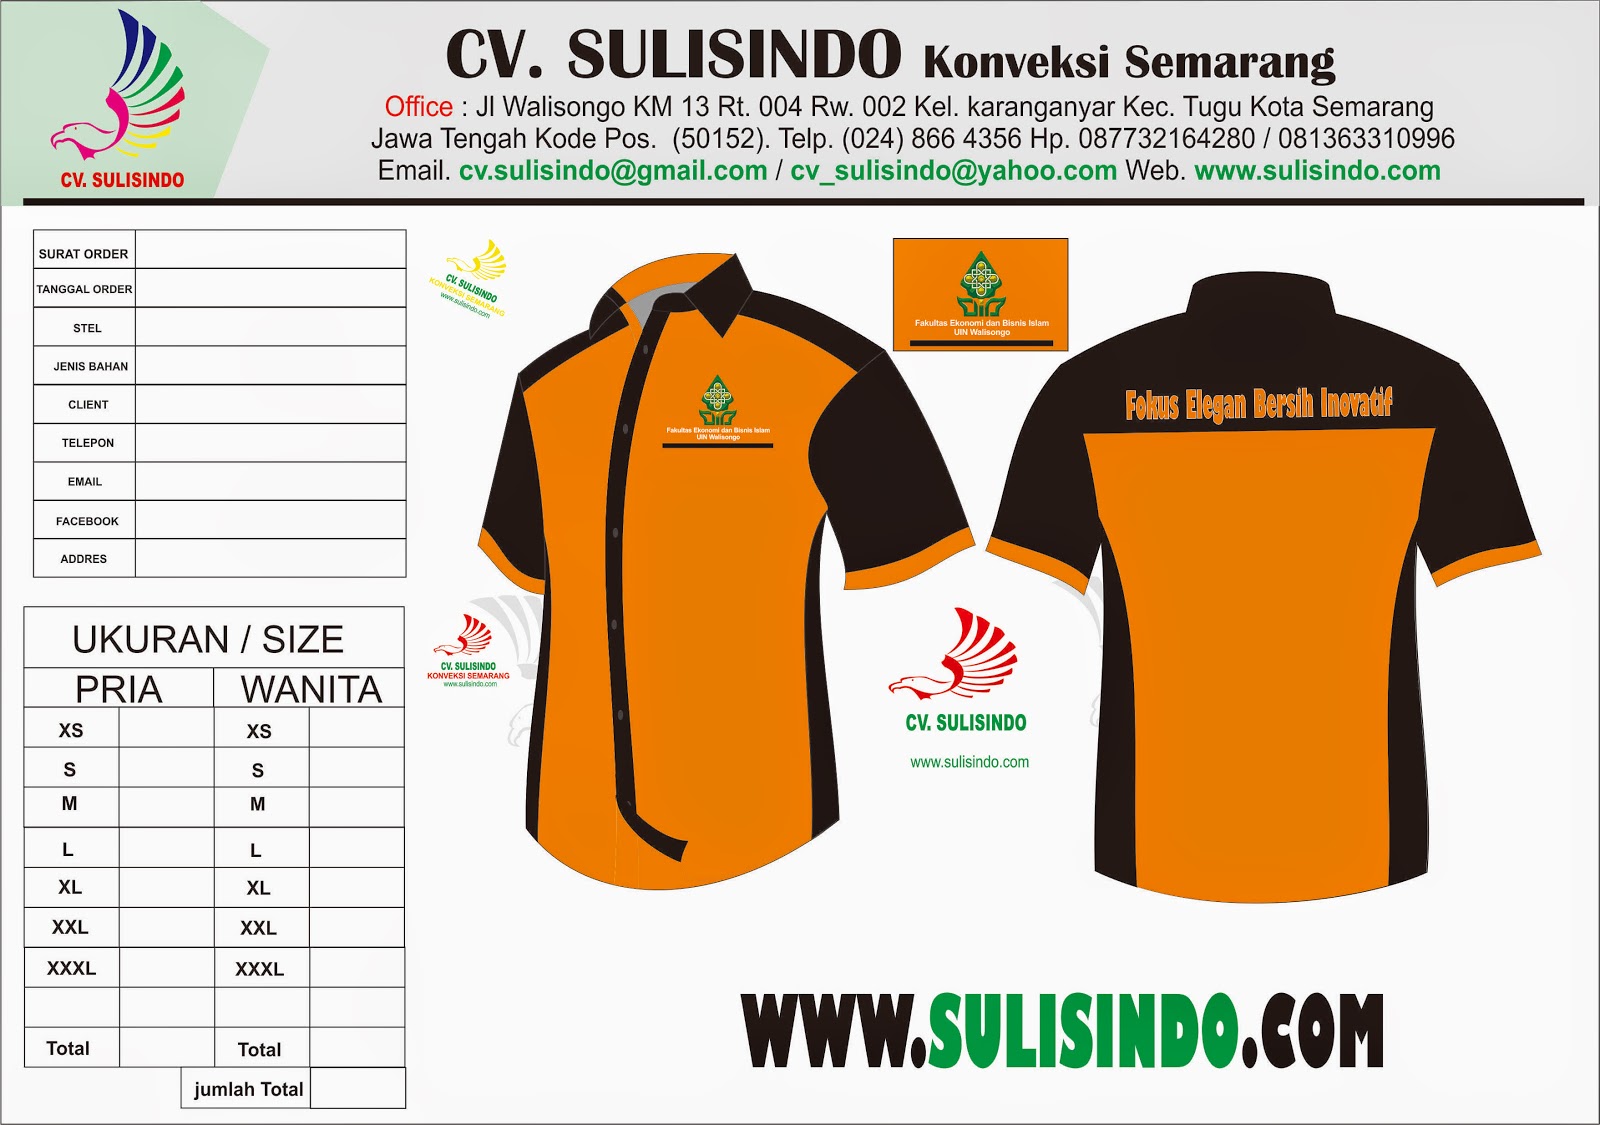 CV. SULISINDO Konveksi Semarang
Office : Jl Walisongo KM 13 Rt. 004 Rw. 002 Kel. karanganyar Kec. Tugu Kota Semarang
Jawa Tengah Kode Pos. (50152). Telp. (024) 866 4356 Hp. 087732164280 / 081363310996
Email. cv.sulisindo@gmail.com / cv_sulisindo@yahoo.com Web. www.sulisindo.com
CV. SULISINDO
SURAT ORDER
TANGGAL ORDER
STEL
JENIS BAHAN
CLIENT
TELEPON
EMAIL
FACEBOOK
ADDRES
UKURAN / SIZE
PRIA WANITA
XS XS
S S
M M
L L
XL XL
XXL XXL
XXXL XXXL
Total Total
jumlah Total
CV. SULISINDO
KONVEKSI SEMARANG
www.sulisindo.com
Fakultas Ekonomi dan Bisnis Islam
UIN Walisongo
Fakultas Ekonomi dan Bisnis Islam
UIN Walisongo
Fokus Elegan Bersih Inovatif
CV. SULISINDO
KONVEKSI SEMARANG
www.sulisindo.com
CV. SULISINDO
www.sulisindo.com
WWW.SULISINDO.COM